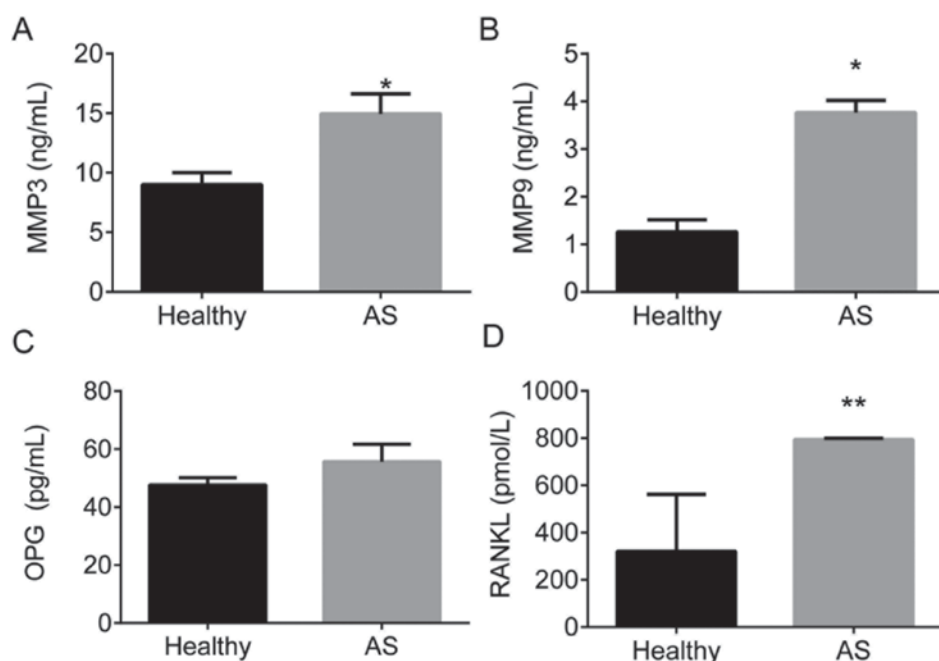 A
MMP3 (ng/mL)
20
15
10
5
0
*
Healthy
AS
B
MMP9 (ng/mL)
5
4
3
2
1
0
*
Healthy
AS
C
OPG (pg/mL)
80
60
40
20
0
Healthy
AS
D
RANKL (pmol/L)
1000
800
600
400
200
0
**
Healthy
AS